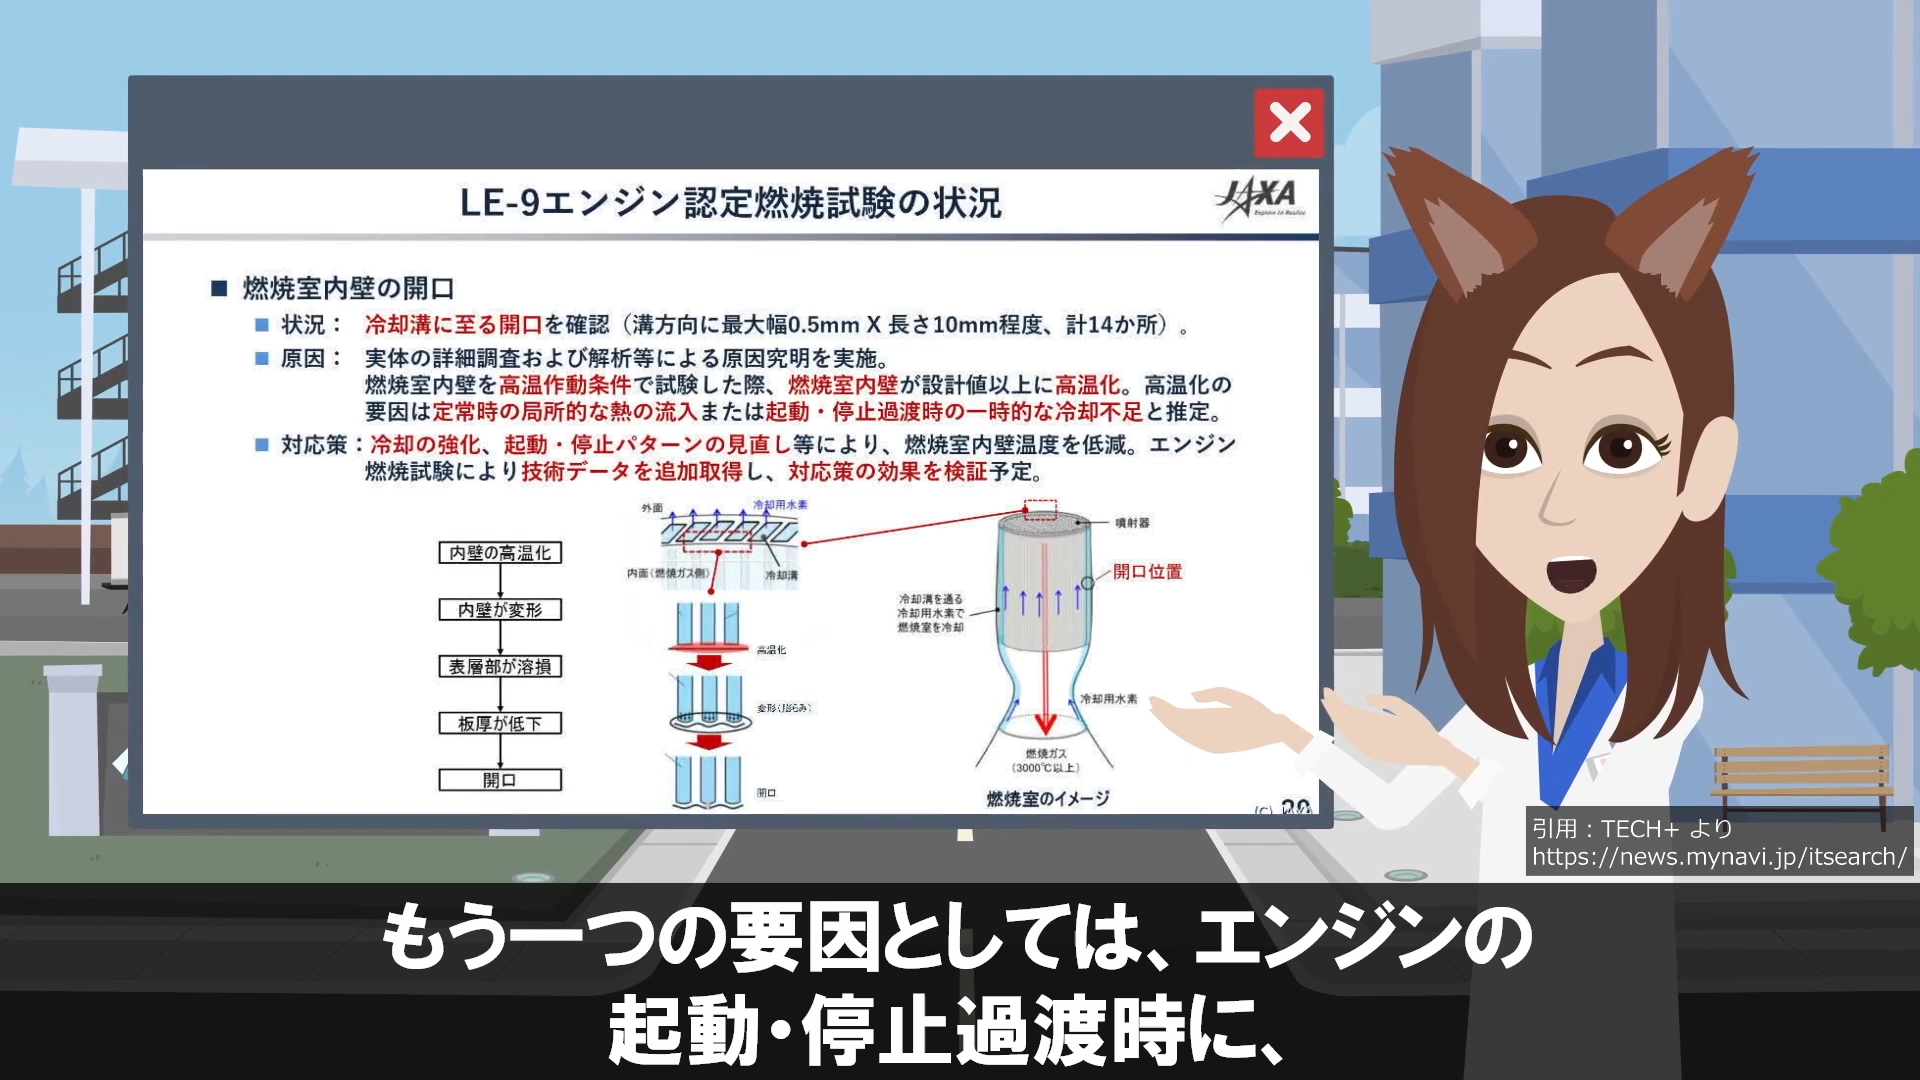 LE-9エンジン認定燃焼試験の状況
JAXA
Explore to Realize
■ 燃焼室内壁の開口
■ 状況： 冷却溝に至る開口を確認（溝方向に最大幅0.5mm X 長さ10mm程度、計14か所）。
■ 原因： 実体の詳細調査および解析等による原因究明を実施。
燃焼室内壁を高温作動条件で試験した際、燃焼室内壁が設計値以上に高温化。高温化の
要因は定常時の局所的な熱の流入または起動・停止過渡時の一時的な冷却不足と推定。
■ 対応策：冷却の強化、起動・停止パターンの見直し等により、燃焼室内壁温度を低減。エンジン
燃焼試験により技術データを追加取得し、対応策の効果を検証予定。
内壁の高温化
内壁が変形
表層部が溶損
板厚が低下
開口
外面
冷却用水素
内面（燃焼ガス側）
冷却溝
高温化
変形（膨らみ）
開口
噴射器
開口位置
冷却溝を通る
冷却用水素で
燃焼室を冷却
冷却用水素
燃焼ガス
（3000℃以上）
燃焼室のイメージ
引用：TECH+ より
https://news.mynavi.jp/itsearch/
もう一つの要因としては、エンジンの
起動・停止過渡時に、